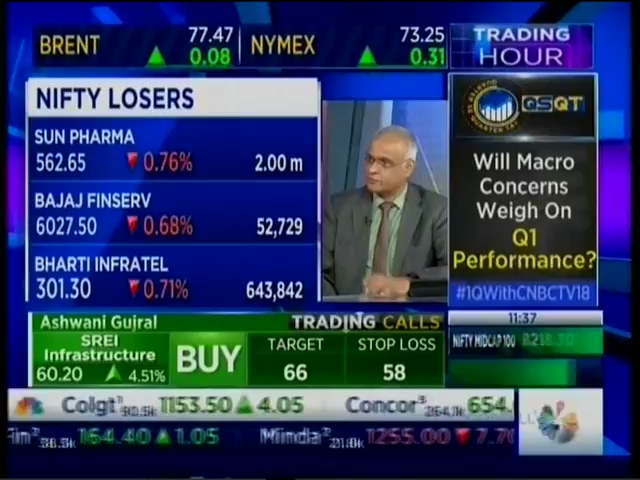 BRENT 77.47 0.08 NYMEX 73.25 0.31
TRADING HOUR
NIFTY LOSERS
SUN PHARMA
562.65 0.76% 2.00 m
BAJAJ FINSERV
6027.50 0.68% 52,729
BHARTI INFRATEL
301.30 0.71% 643,842
QSQT
Will Macro
Concerns
Weigh On
Q1
Performance?
#1QWithCNBCTV18
11:37
NIFTY MIDCAP 100
Ashwani Gujral TRADING CALLS
SREI
Infrastructure
60.20 4.51%
BUY
TARGET
66
STOP LOSS
58
Colgt 1153.50 4.05 Concor 654.
164.40 1.05 Minda 1255.00 7.70